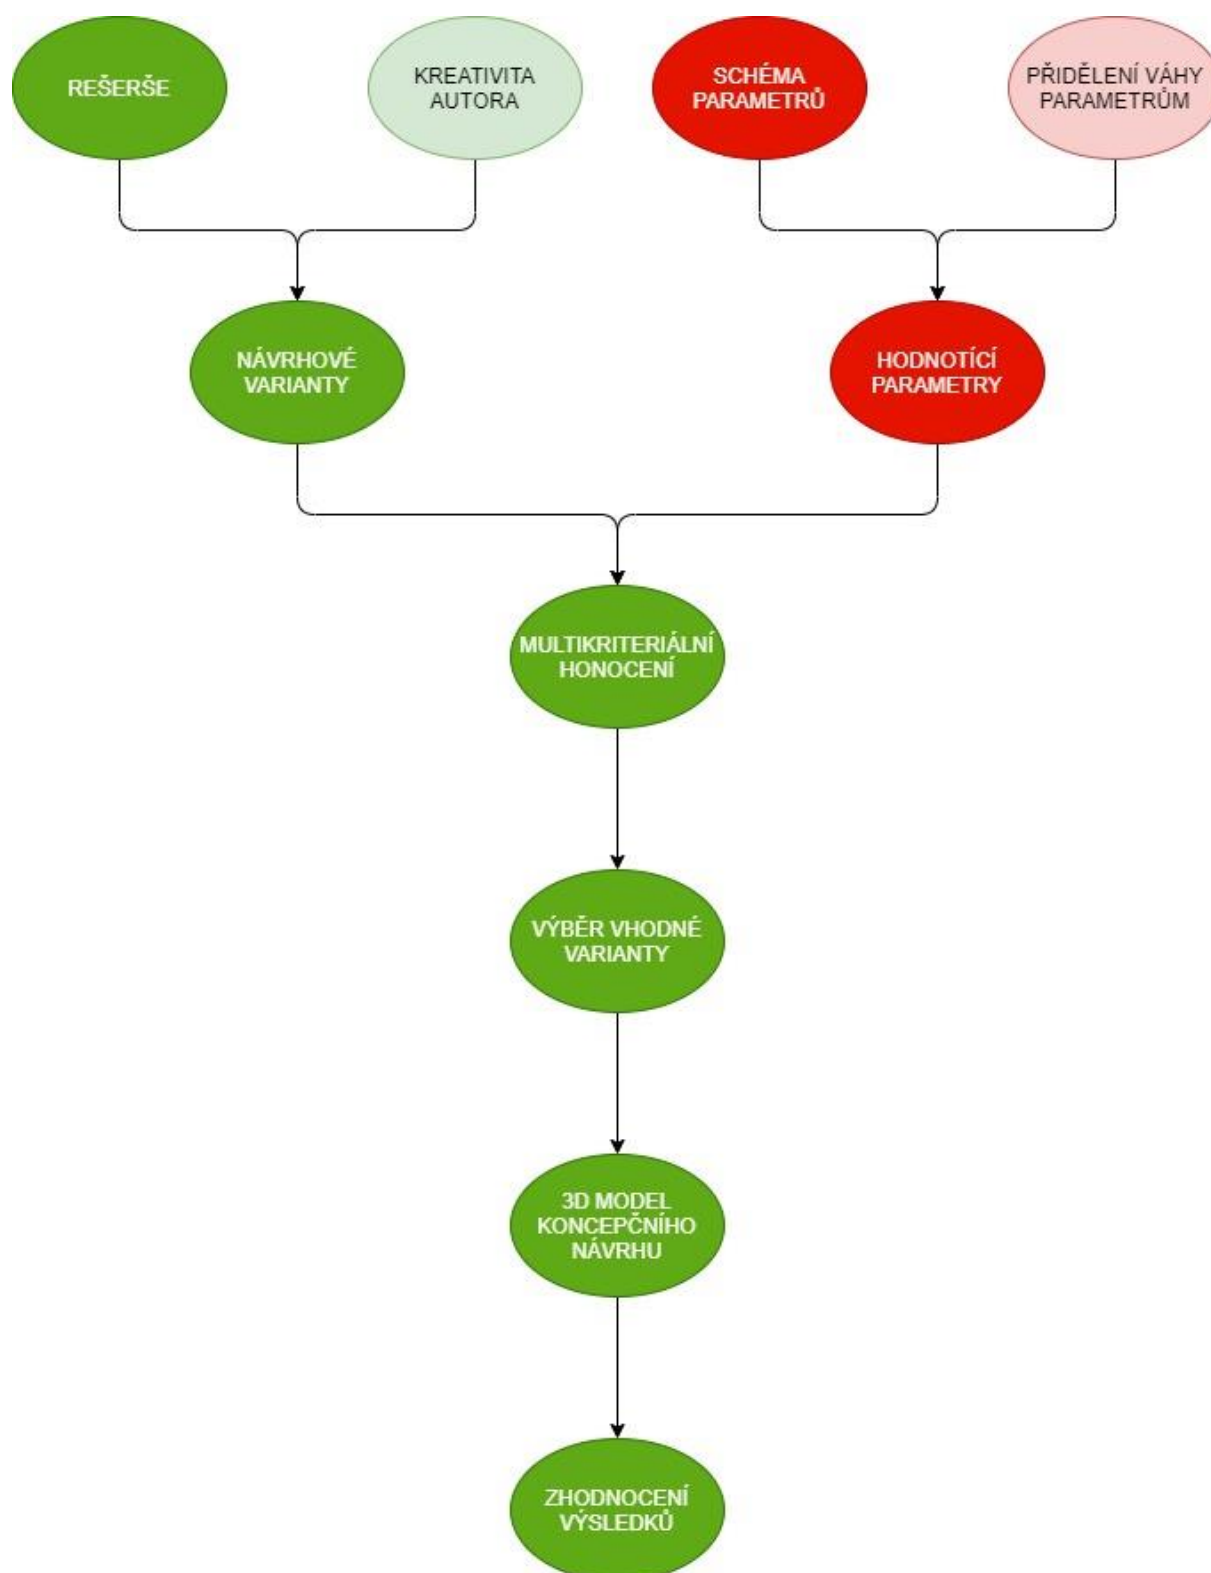 REŠERŠE
KREATIVITA
AUTORA
SCHÉMA
PARAMETRŮ
PŘIDĚLENÍ VÁHY
PARAMETRŮM
NÁVRHOVÉ
VARIANTY
HODNOTÍCÍ
PARAMETRY
MULTIKRITERIÁLNÍ
HONOCENÍ
VÝBĚR VHODNÉ
VARIANTY
3D MODEL
KONCEPČNÍHO
NÁVRHU
ZHODNOCENÍ
VÝSLEDKŮ